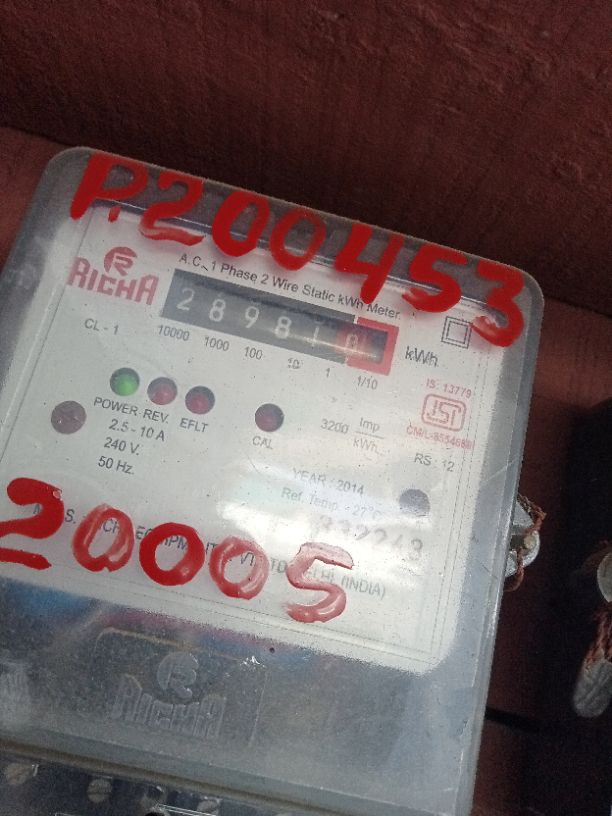 P.200453
RICHA
A.C. 1 Phase 2 Wire Static kWh Meter.
28981 kWh
10000 1000 100 10 1 1/10
CL - 1
IS: 13779
ISI
POWER REV. EFLT
CAL
3200 Imp/kWh
RS : 12
2.5 - 10 A
240 V.
50 Hz.
YEAR : 2014
Ref. Temp. - 27°C
20005
(INDIA)
RICHA